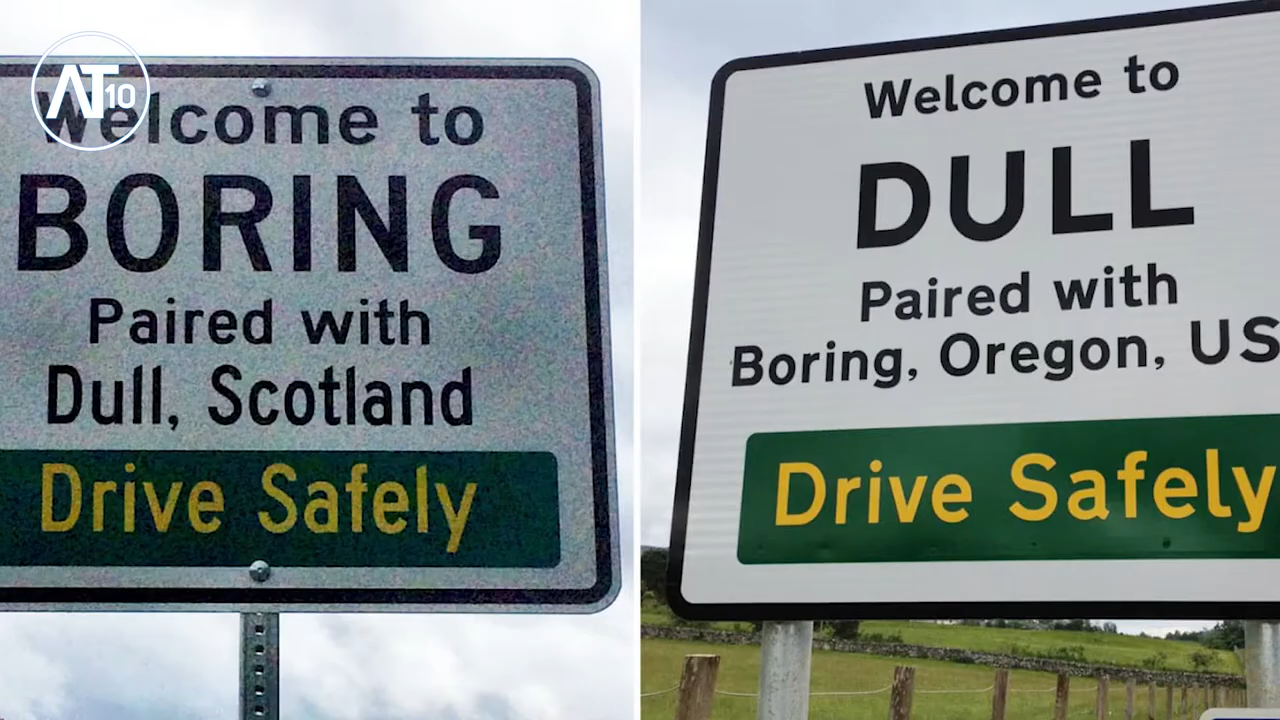 AT10
Welcome to
BORING
Paired with
Dull, Scotland
Drive Safely
Welcome to
DULL
Paired with
Boring, Oregon, US
Drive Safely